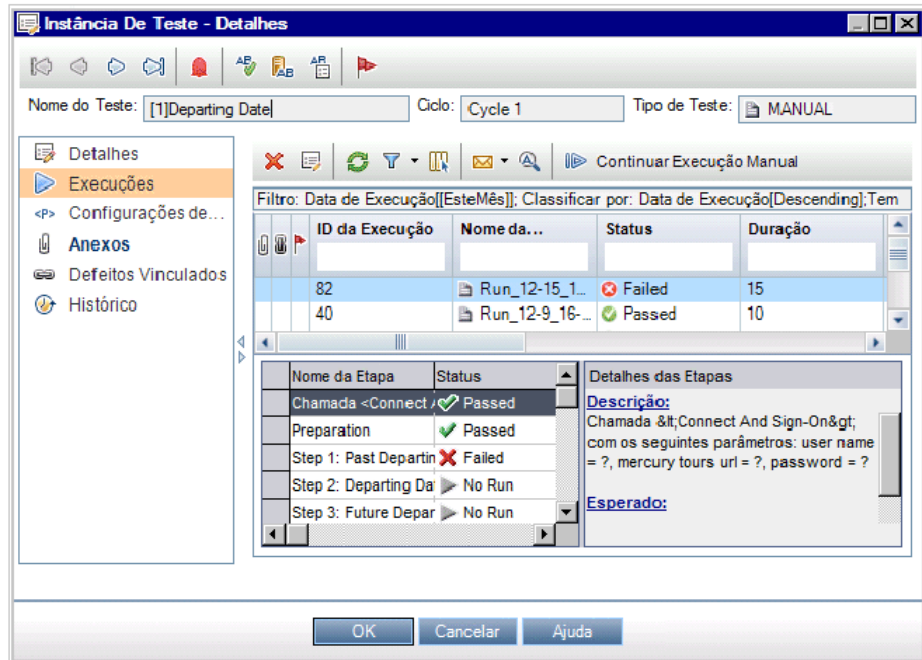 Instância De Teste - Detalhes
Nome do Teste: [1]Departing Date Ciclo: Cycle 1 Tipo de Teste: MANUAL
Detalhes
Execuções
<P> Configurações de...
Anexos
Defeitos Vinculados
Histórico
Continuar Execução Manual
Filtro: Data de Execução[[EsteMês]]; Classificar por: Data de Execução[Descending];Tem
ID da Execução Nome da... Status Duração
82 Run_12-15_1... Failed 15
40 Run_12-9_16-... Passed 10
Nome da Etapa Status
Chamada <Connect A Passed
Preparation Passed
Step 1: Past Departin Failed
Step 2: Departing Da No Run
Step 3: Future Depar No Run
Detalhes das Etapas
Descrição:
Chamada &lt;Connect And Sign-On&gt;
com os seguintes parâmetros: user name
= ?, mercury tours url = ?, password = ?
Esperado:
OK Cancelar Ajuda